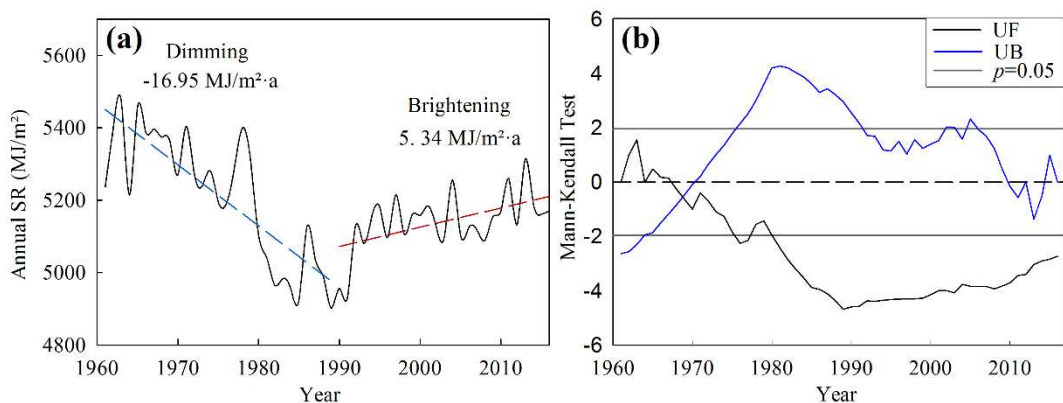 (a)
Dimming
-16.95 MJ/m²·a
Brightening
5. 34 MJ/m²·a
Annual SR (MJ/m²)
5600
5400
5200
5000
4800
1960 1970 1980 1990 2000 2010
Year
(b)
UF
UB
p=0.05
Mann-Kendall Test
6
4
2
0
-2
-4
-6
1960 1970 1980 1990 2000 2010
Year